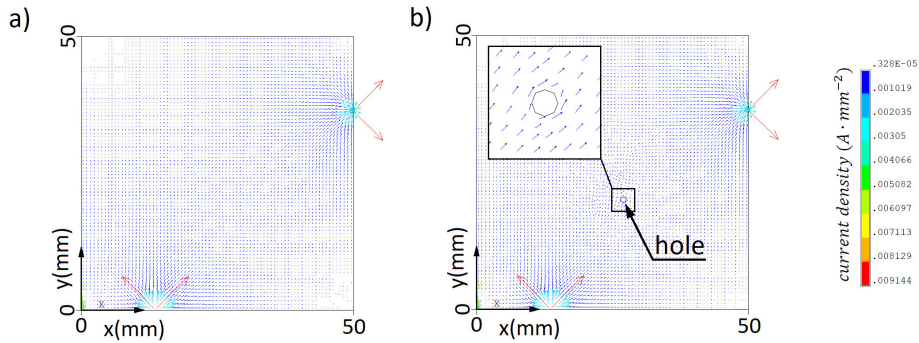 a)
50
y(mm)
0
X
0
x(mm)
50
b)
50
y(mm)
0
X
0
x(mm)
50
hole
current density (A · mm⁻²)
.328E-05
.001019
.002035
.00305
.004066
.005082
.006097
.007113
.008129
.009144